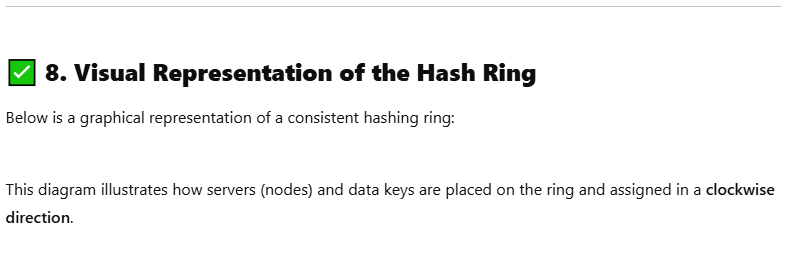 ✅ 8. Visual Representation of the Hash Ring
Below is a graphical representation of a consistent hashing ring:
This diagram illustrates how servers (nodes) and data keys are placed on the ring and assigned in a clockwise
direction.